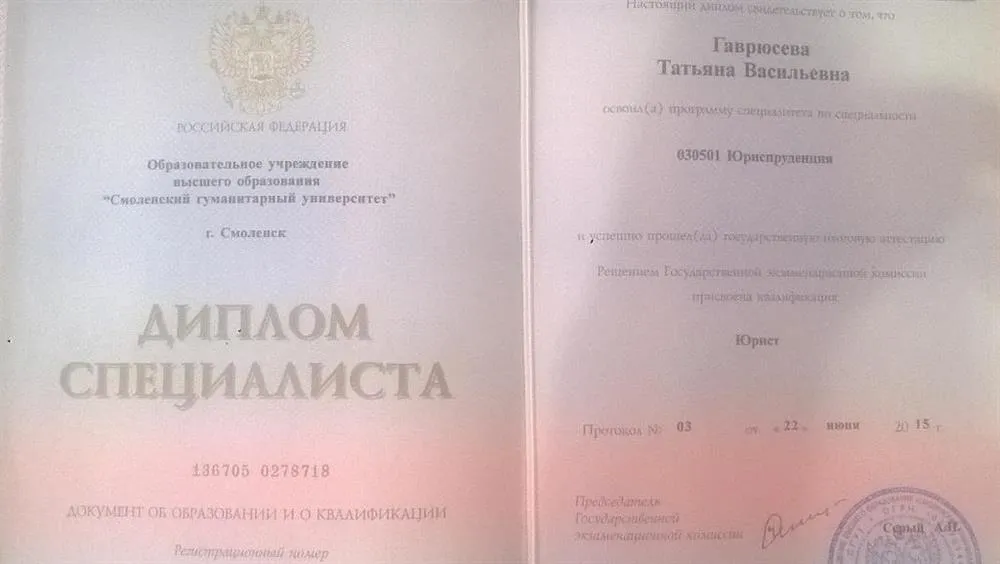 РОССИЙСКАЯ ФЕДЕРАЦИЯ
Образовательное учреждение
высшего образования
“Смоленский гуманитарный университет”
г. Смоленск
ДИПЛОМ
СПЕЦИАЛИСТА
136705 0278718
ДОКУМЕНТ ОБ ОБРАЗОВАНИИ И О КВАЛИФИКАЦИИ
Регистрационный номер
Настоящий диплом свидетельствует о том, что
Гаврюсева
Татьяна Васильевна
освоил(а) программу специалитета по специальности
030501 Юриспруденция
и успешно прошел(ла) государственную итоговую аттестацию
Решением Государственной экзаменационной комиссии
присвоена квалификация
Юрист
Протокол № 03 от « 22 » июня 2015 г.
Председатель
Государственной
экзаменационной комиссии
Серый А.В.
ОГРН